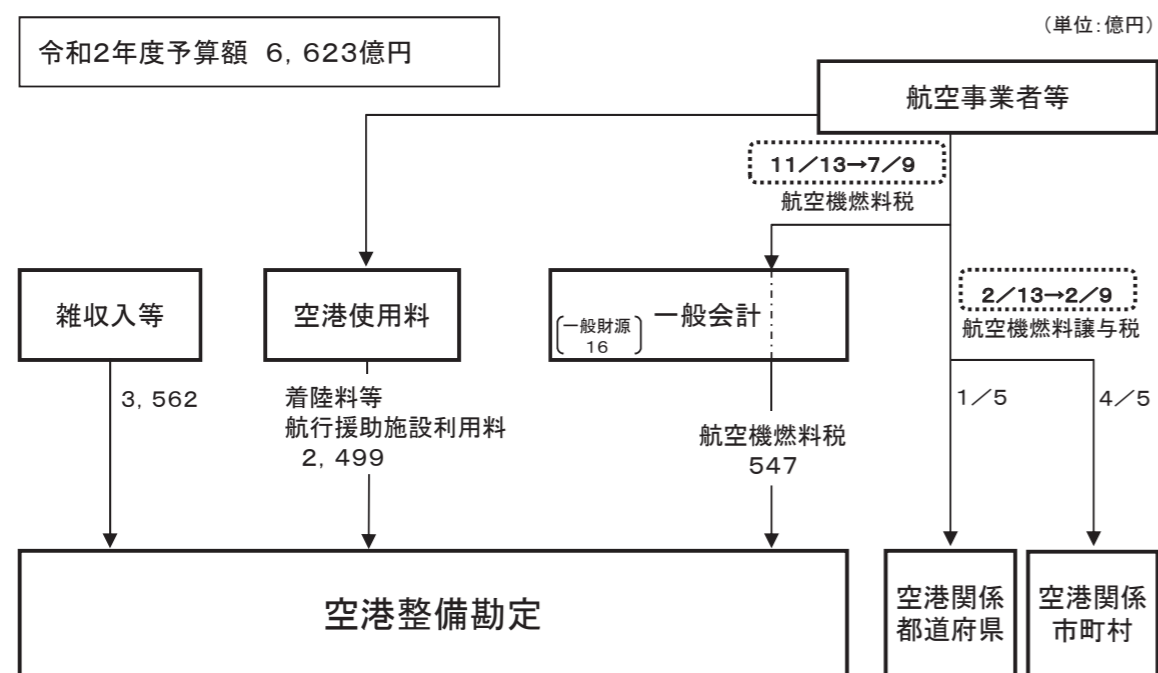 (単位:億円)
令和2年度予算額 6,623億円
航空事業者等
11/13→7/9
航空機燃料税
雑収入等
空港使用料
一般会計
一般財源
16
2/13→2/9
航空機燃料譲与税
3,562
着陸料等
航行援助施設利用料
2,499
航空機燃料税
547
1/5
4/5
空港整備勘定
空港関係
都道府県
空港関係
市町村